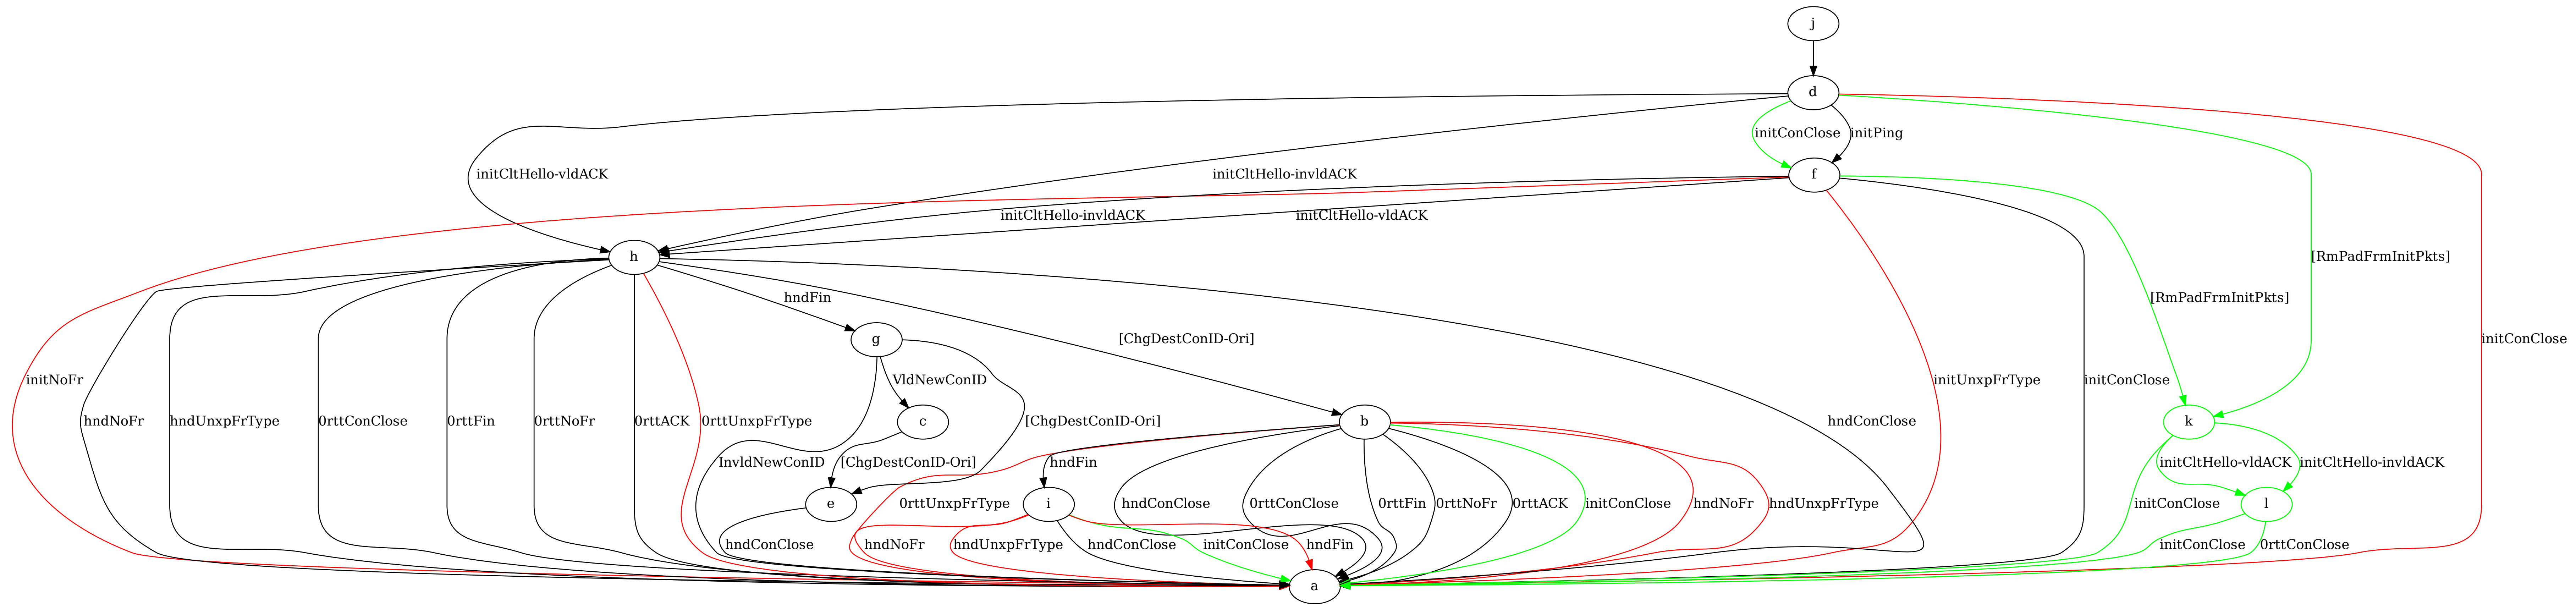 j
d
initConClose
initPing
initCltHello-vldACK
initCltHello-invldACK
f
initCltHello-invldACK
initCltHello-vldACK
h
[RmPadFrmInitPkts]
hndFin
[RmPadFrmInitPkts]
g
[ChgDestConID-Ori]
initConClose
initNoFr
VldNewConID
initUnxpFrType
initConClose
hndNoFr
hndUnxpFrType
0rttConClose
0rttFin
0rttNoFr
0rttACK
0rttUnxpFrType
c
[ChgDestConID-Ori]
b
hndConClose
k
InvldNewConID
[ChgDestConID-Ori]
hndFin
initCltHello-vldACK
initCltHello-invldACK
e
0rttUnxpFrType
i
hndConClose
0rttConClose
0rttFin
0rttNoFr
0rttACK
initConClose
hndNoFr
hndUnxpFrType
initConClose
l
hndConClose
hndNoFr
hndUnxpFrType
hndConClose
initConClose
hndFin
initConClose
0rttConClose
a